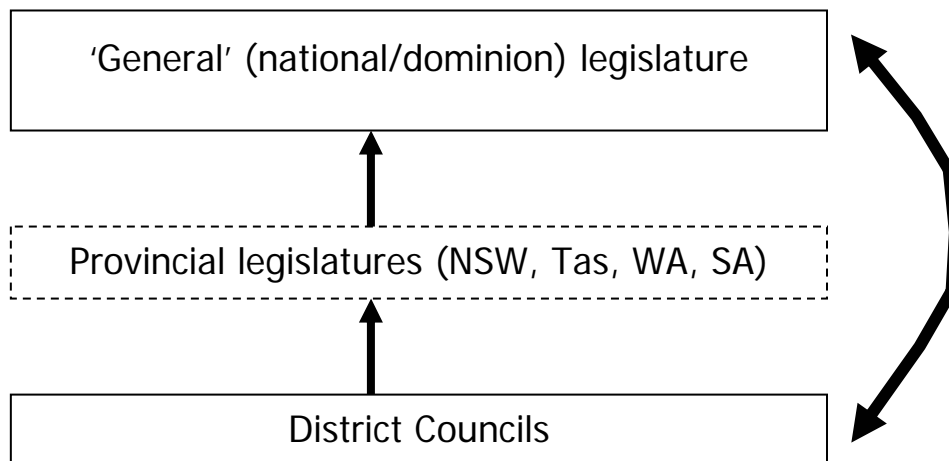 ‘General’ (national/dominion) legislature
Provincial legislatures (NSW, Tas, WA, SA)
District Councils